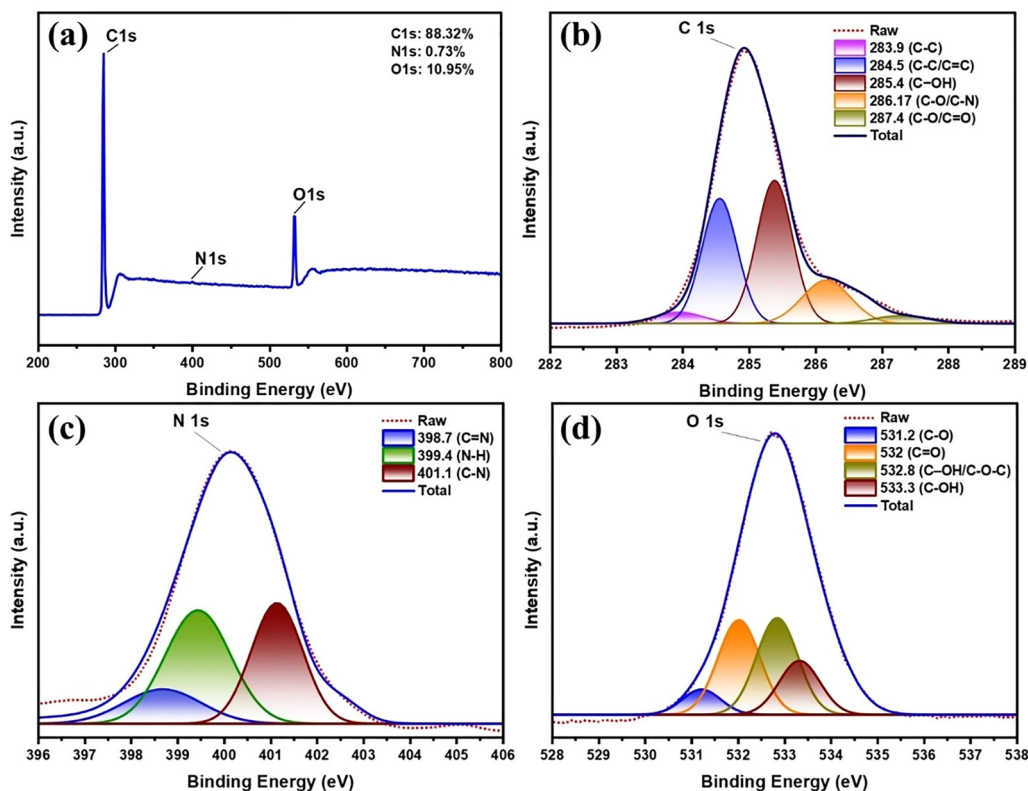 (a)
C1s
C1s: 88.32%
N1s: 0.73%
O1s: 10.95%
N1s
O1s
Intensity (a.u.)
200 300 400 500 600 700 800
Binding Energy (eV)
(b)
C 1s
Raw
283.9 (C-C)
284.5 (C-C/C=C)
285.4 (C−OH)
286.17 (C-O/C-N)
287.4 (C-O/C=O)
Total
Intensity (a.u.)
282 283 284 285 286 287 288 289
Binding Energy (eV)
(c)
N 1s
Raw
398.7 (C=N)
399.4 (N-H)
401.1 (C-N)
Total
Intensity (a.u.)
396 397 398 399 400 401 402 403 404 405 406
Binding Energy (eV)
(d)
O 1s
Raw
531.2 (C-O)
532 (C=O)
532.8 (C–OH/C-O-C)
533.3 (C-OH)
Total
Intensity (a.u.)
528 529 530 531 532 533 534 535 536 537 538
Binding Energy (eV)